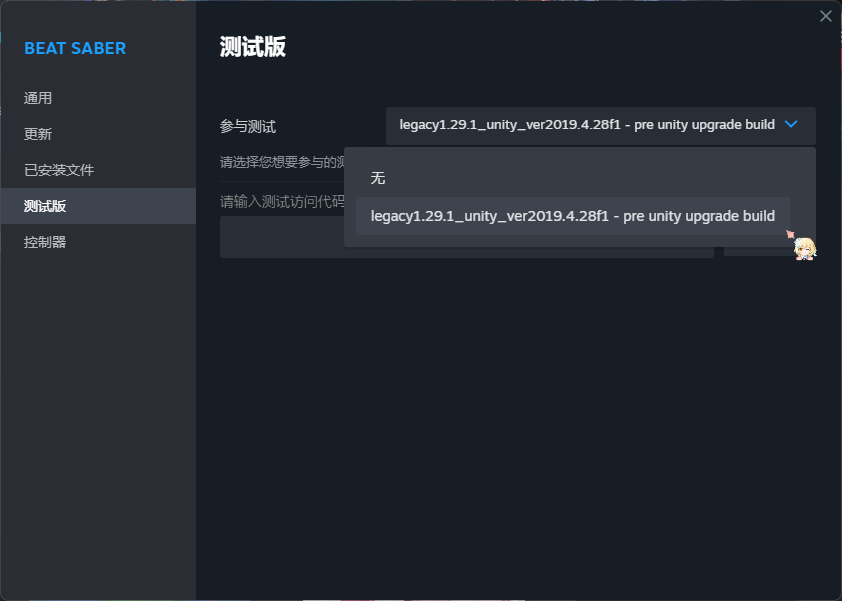 BEAT SABER
测试版
通用
更新
已安装文件
测试版
控制器
参与测试
legacy1.29.1_unity_ver2019.4.28f1 - pre unity upgrade build
请选择您想要参与的测
无
请输入测试访问代码
legacy1.29.1_unity_ver2019.4.28f1 - pre unity upgrade build